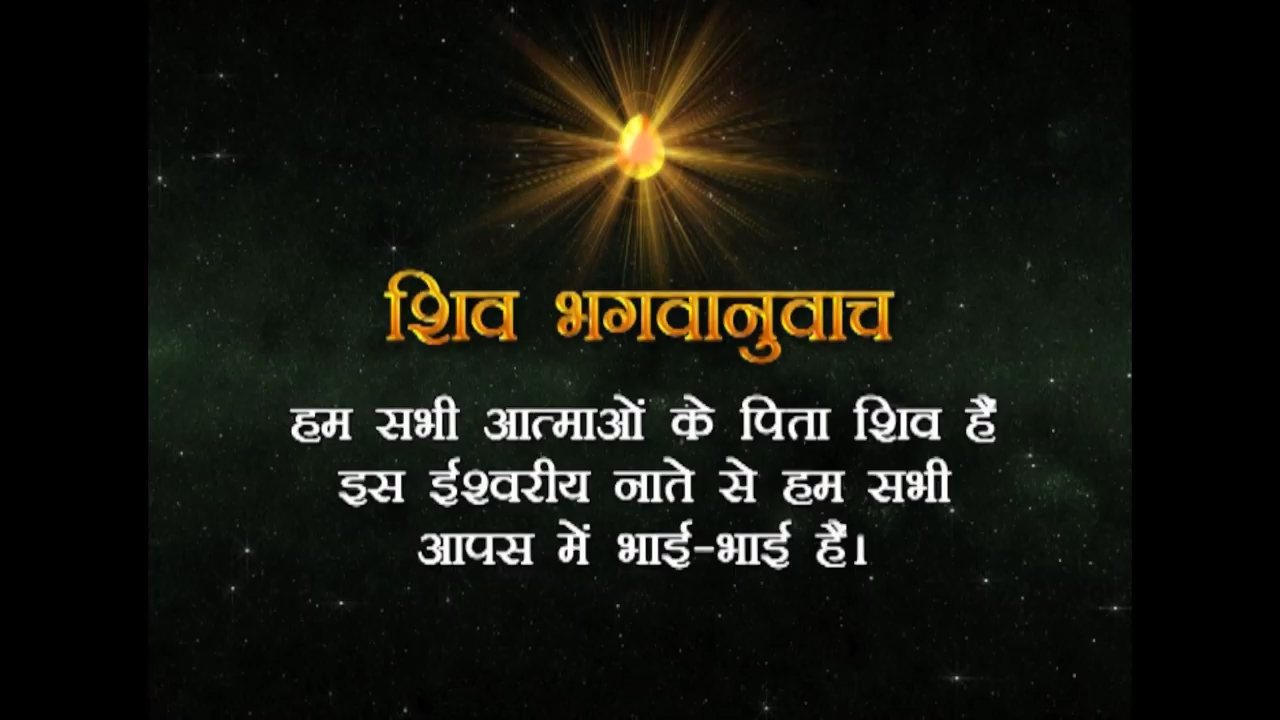 शिव भगवानुवाच
हम सभी आत्माओं के पिता शिव हैं
इस ईश्वरीय नाते से हम सभी
आपस में भाई-भाई हैं।